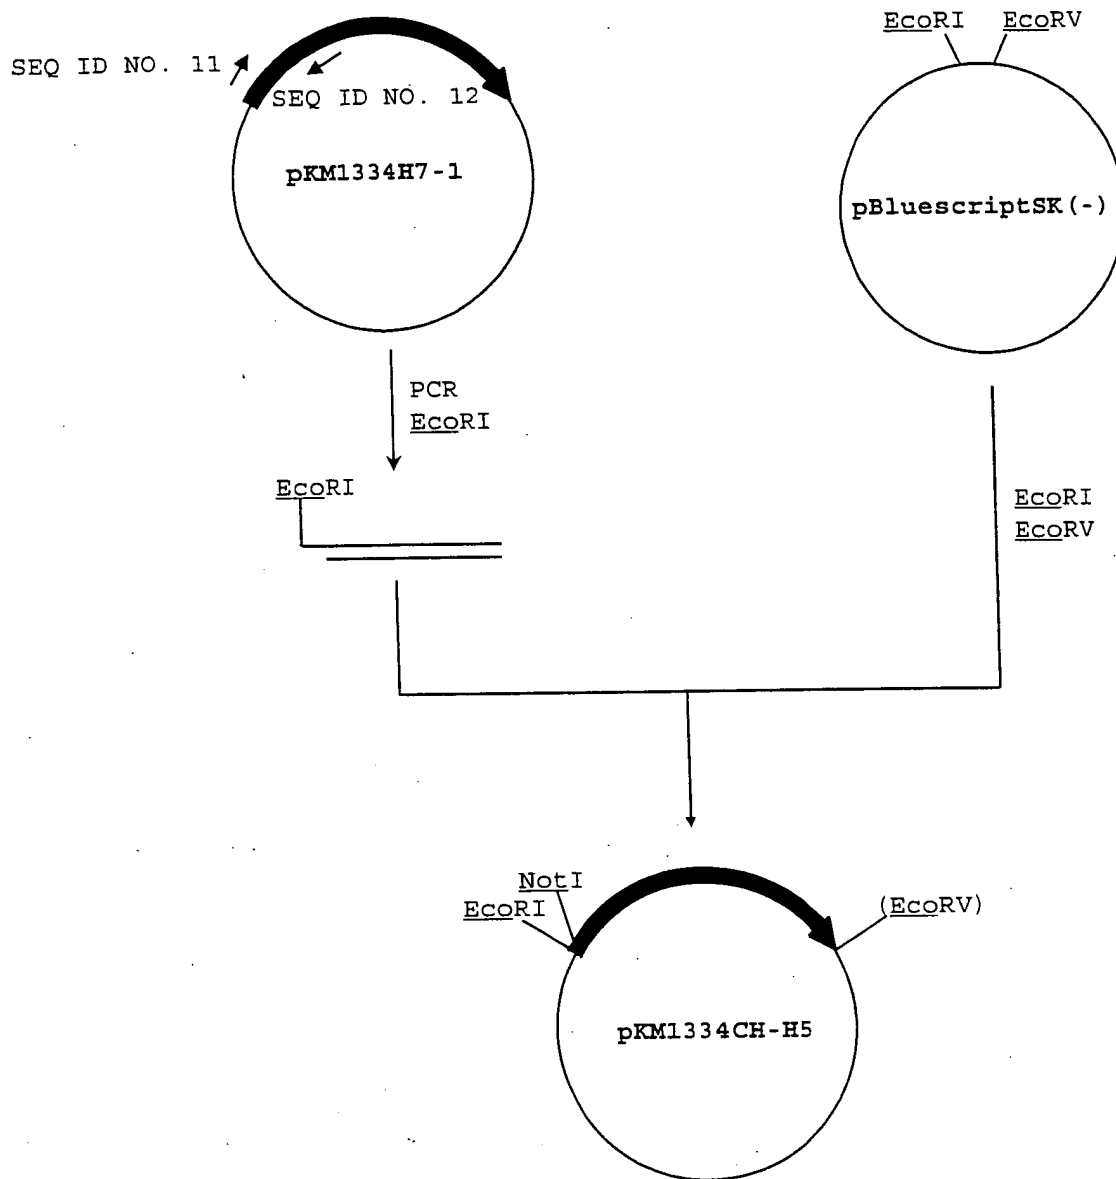 EcoRI EcoRV
SEQ ID NO. 11
SEQ ID NO. 12
pKM1334H7-1
pBluescriptSK(-)
PCR
EcoRI
EcoRI
EcoRI
EcoRV
NotI
EcoRI
(EcoRV)
pKM1334CH-H5